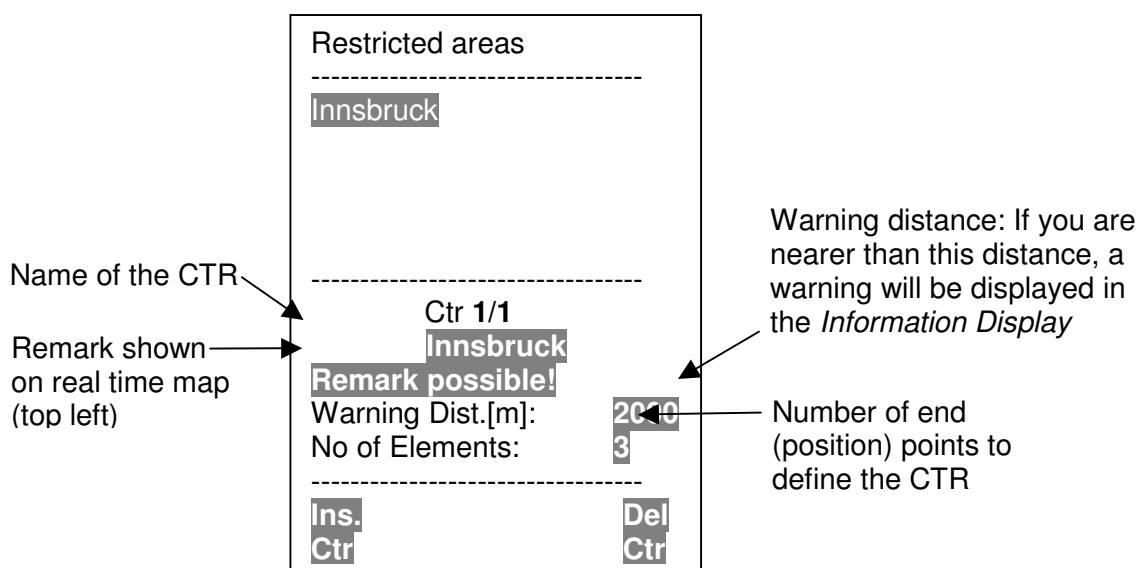 Restricted areas
----------------------------------
Innsbruck
----------------------------------
Ctr 1/1
Innsbruck
Remark possible!
Warning Dist.[m]: 2000
No of Elements: 3
----------------------------------
Ins. Del
Ctr Ctr
Name of the CTR
Remark shown
on real time map
(top left)
Warning distance: If you are
nearer than this distance, a
warning will be displayed in
the Information Display
Number of end
(position) points to
define the CTR